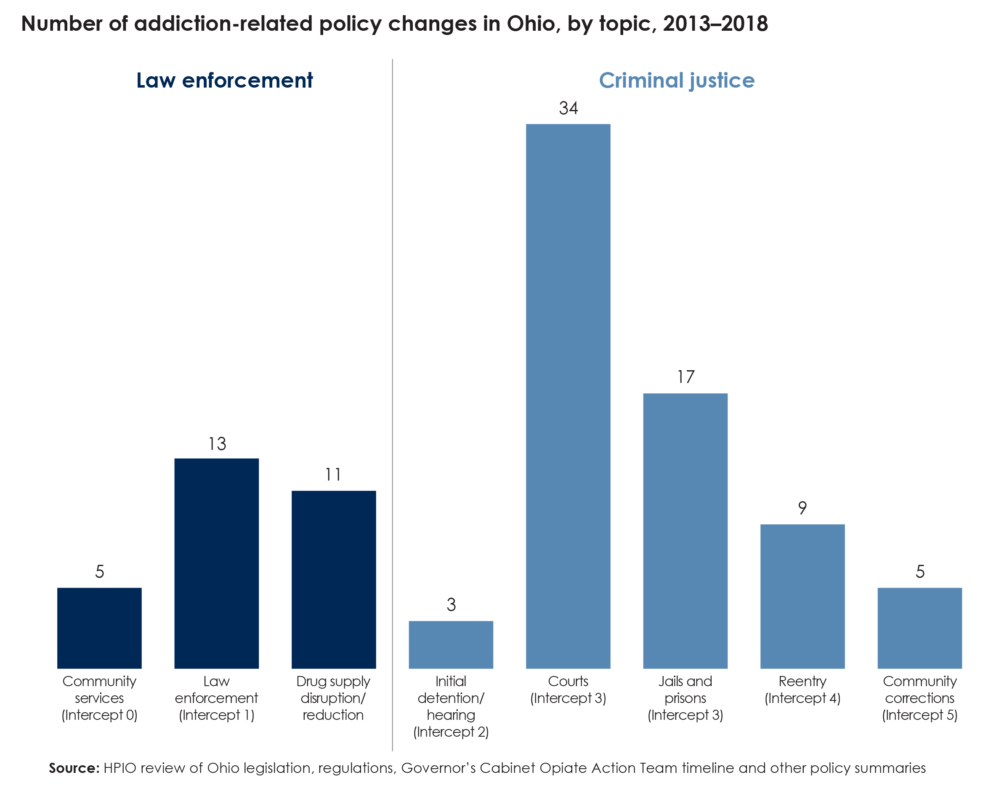 Number of addiction-related policy changes in Ohio, by topic, 2013–2018
Law enforcement
Criminal justice
5
13
11
3
34
17
9
5
Community
services
(Intercept 0)
Law
enforcement
(Intercept 1)
Drug supply
disruption/
reduction
Initial
detention/
hearing
(Intercept 2)
Courts
(Intercept 3)
Jails and
prisons
(Intercept 3)
Reentry
(Intercept 4)
Community
corrections
(Intercept 5)
Source: HPIO review of Ohio legislation, regulations, Governor’s Cabinet Opiate Action Team timeline and other policy summaries